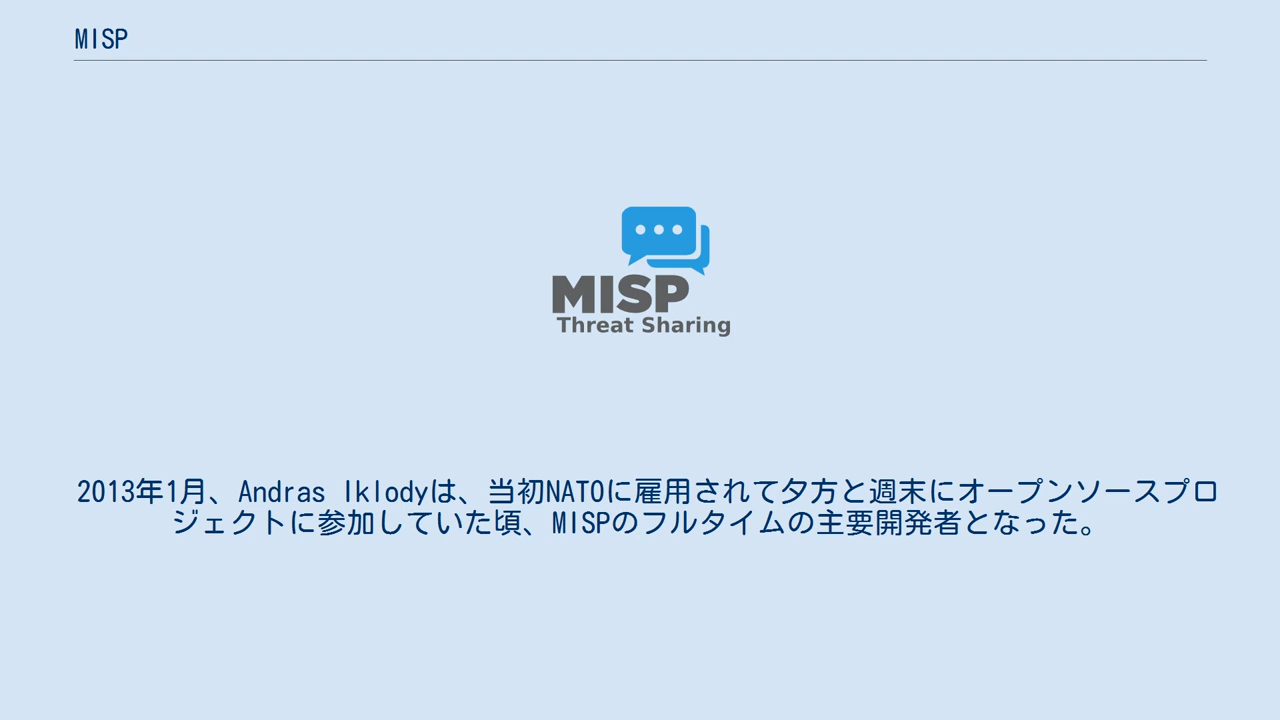 MISP
MISP
Threat Sharing
2013年1月、Andras Iklodyは、当初NATOに雇用されて夕方と週末にオープンソースプロ
ジェクトに参加していた頃、MISPのフルタイムの主要開発者となった。